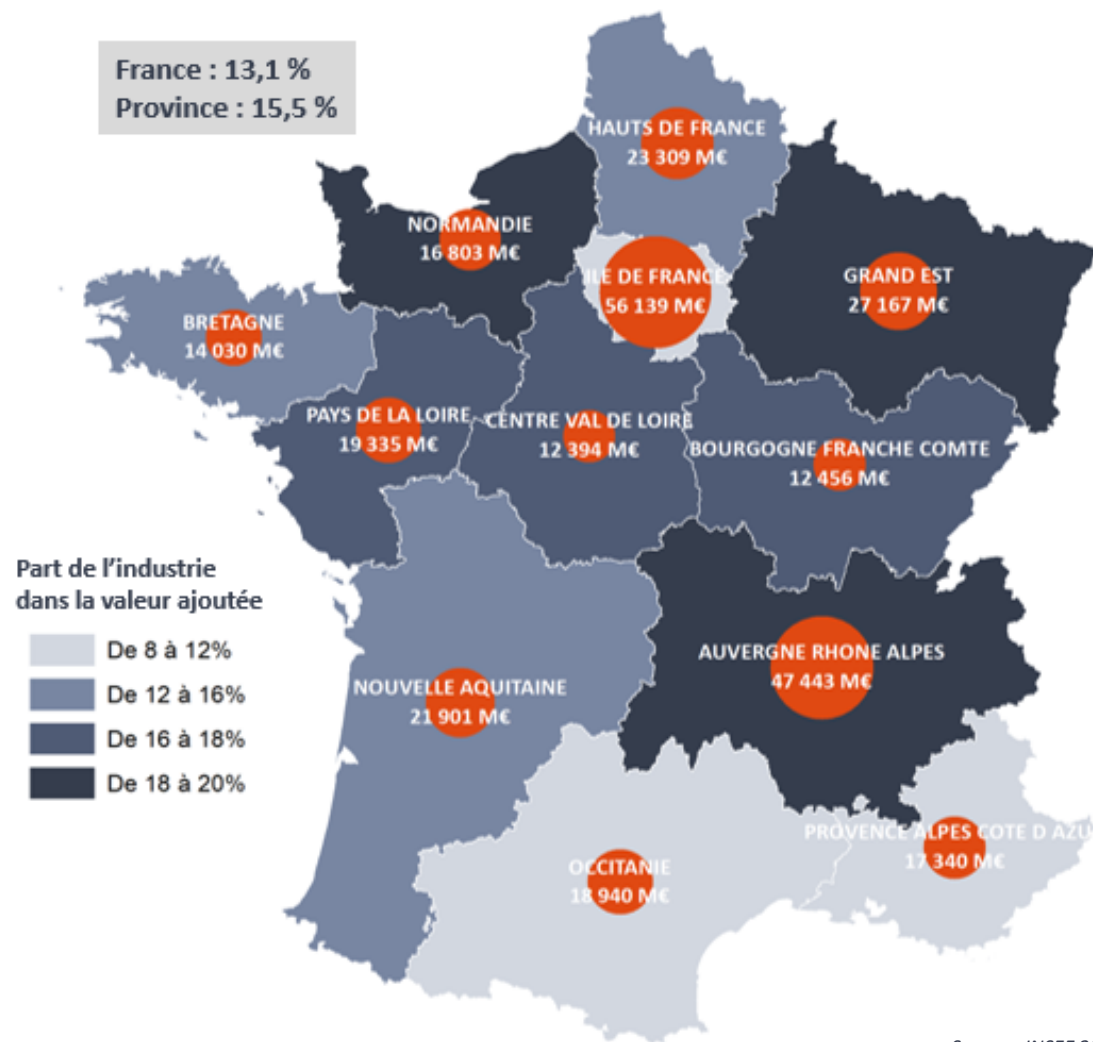 France : 13,1 %
Province : 15,5 %
HAUTS DE FRANCE
23 309 M€
NORMANDIE
16 803 M€
ILE DE FRANCE
56 139 M€
GRAND EST
27 167 M€
BRETAGNE
14 030 M€
PAYS DE LA LOIRE
19 335 M€
CENTRE VAL DE LOIRE
12 394 M€
BOURGOGNE FRANCHE COMTE
12 456 M€
Part de l'industrie
dans la valeur ajoutée
De 8 à 12%
De 12 à 16%
De 16 à 18%
De 18 à 20%
AUVERGNE RHONE ALPES
47 443 M€
NOUVELLE AQUITAINE
21 901 M€
PROVENCE ALPES COTE D AZU
17 340 M€
OCCITANIE
18 940 M€